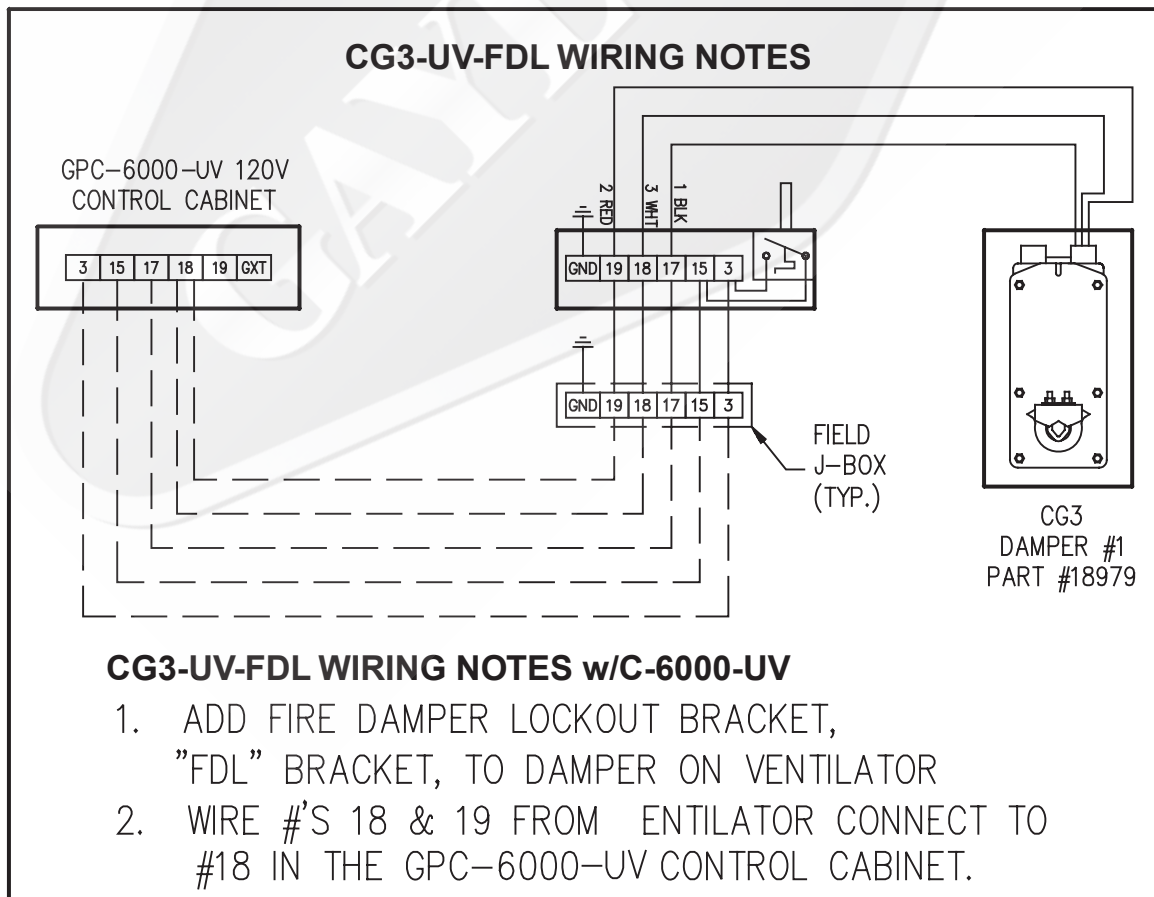 CG3-UV-FDL WIRING NOTES
GPC-6000-UV 120V
CONTROL CABINET
3 15 17 18 19 GXT
2 RED
3 WHT
1 BLK
GND 19 18 17 15 3
GND 19 18 17 15 3
FIELD
J-BOX
(TYP.)
CG3
DAMPER #1
PART #18979
CG3-UV-FDL WIRING NOTES w/C-6000-UV
1. ADD FIRE DAMPER LOCKOUT BRACKET,
"FDL" BRACKET, TO DAMPER ON VENTILATOR
2. WIRE #'S 18 & 19 FROM ENTILATOR CONNECT TO
#18 IN THE GPC-6000-UV CONTROL CABINET.